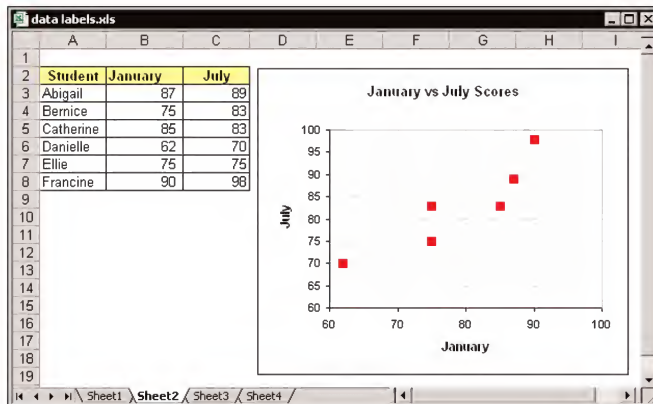 data labels.xls
A B C D E F G H I
1
2 Student January July
3 Abigail 87 89
4 Bernice 75 83
5 Catherine 85 83
6 Danielle 62 70
7 Ellie 75 75
8 Francine 90 98
9
10
11
12
13
14
15
16
17
18
19
January vs July Scores
100
95
90
85
80
75
70
65
60
July
60 70 80 90 100
January
Sheet1 Sheet2 Sheet3 Sheet4